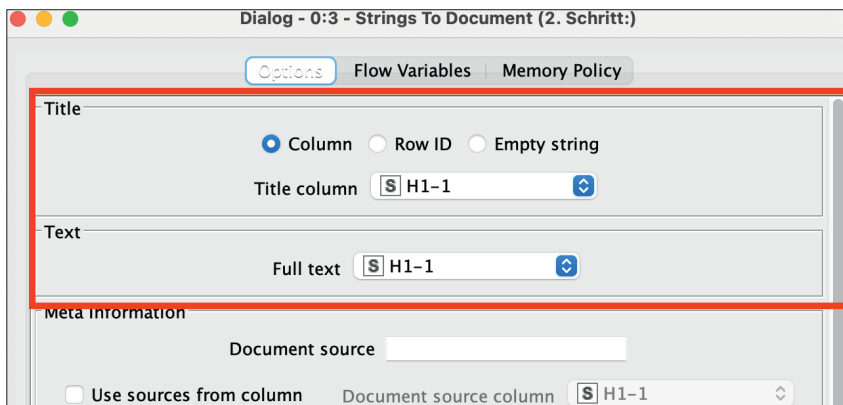 Dialog - 0:3 - Strings To Document (2. Schritt:)
Options Flow Variables Memory Policy
Title
Column Row ID Empty string
Title column S H1-1
Text
Full text S H1-1
Meta Information
Document source
Use sources from column Document source column S H1-1